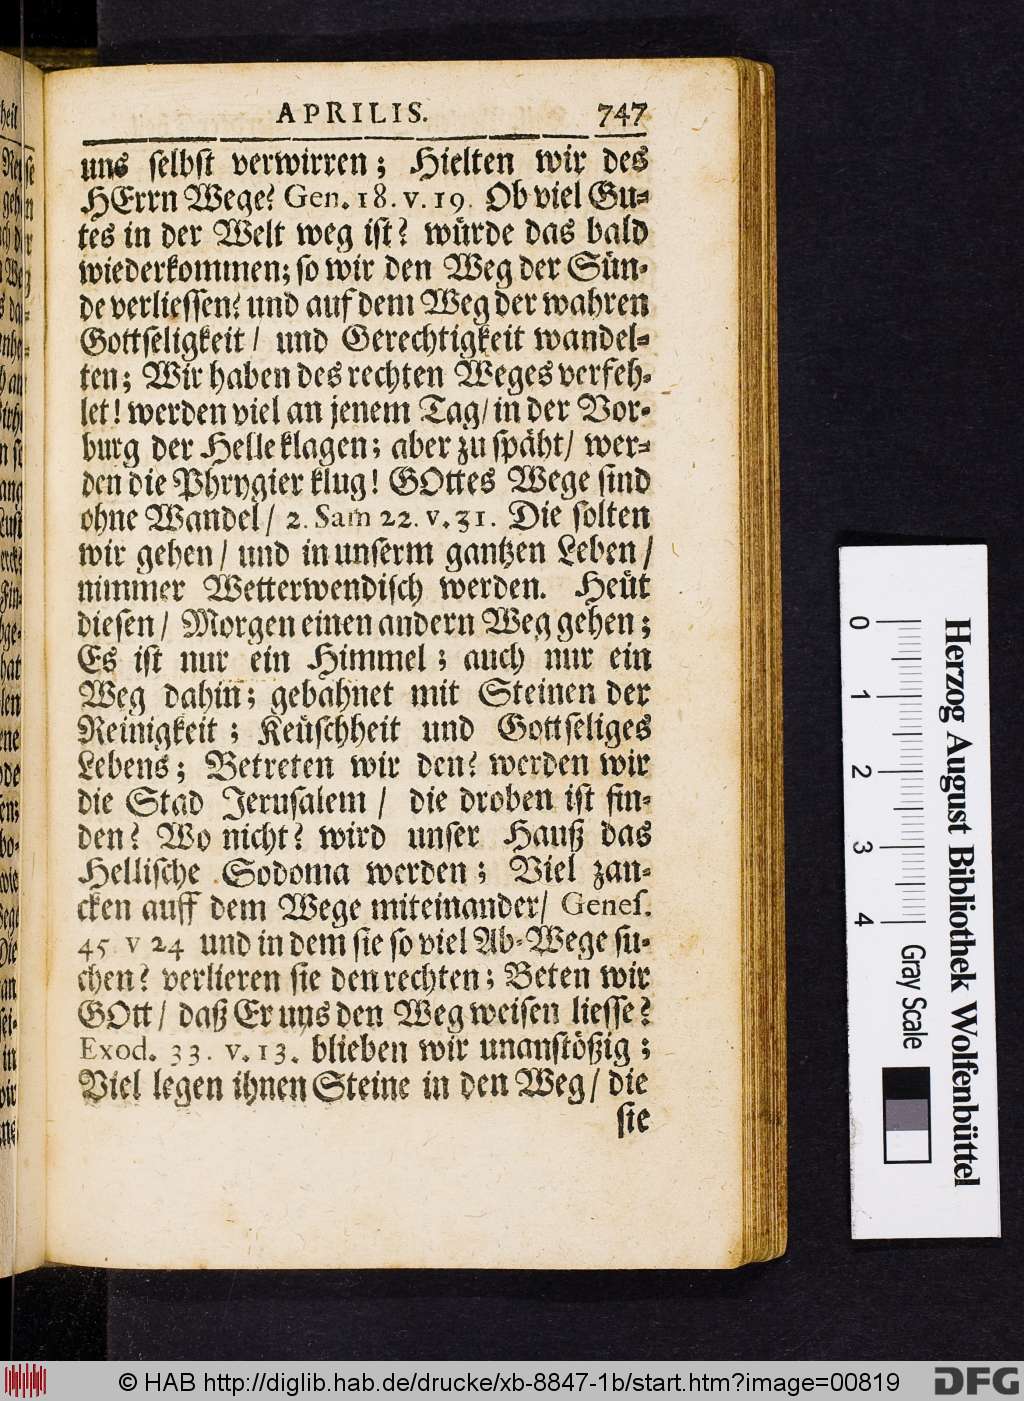 APRILIS. 747
uns selbst verwirren; Hielten wir des
HErrn Wege? Gen. 18. v. 19. Ob viel Gu-
tes in der Welt weg ist? würde das bald
wiederkommen; so wir den Weg der Sün-
de verliessen? und auf dem Weg der wahren
Gottseligkeit / und Gerechtigkeit wandel-
ten; Wir haben des rechten Weges verfeh-
let! werden viel an jenem Tag / in der Vor-
burg der Helle klagen; aber zu späht / wer-
den die Phrygier klug! GOttes Wege sind
ohne Wandel / 2. Sam 22. v. 31. Die solten
wir gehen / und in unserm gantzen Leben /
nimmer Wetterwendisch werden. Heüt
diesen / Morgen einen andern Weg gehen;
Es ist nur ein Himmel; auch nur ein
Weg dahin; gebahnet mit Steinen der
Reinigkeit; Keüschheit und Gottseliges
Lebens; Betreten wir den? werden wir
die Stad Jerusalem / die droben ist fin-
den? Wo nicht? wird unser Hauß das
Hellische Sodoma werden; Viel zan-
cken auff dem Wege miteinander / Genes.
45 v 24 und in dem sie so viel Ab-Wege su-
chen? verlieren sie den rechten; Beten wir
GOtt / daß Er uns den Weg weisen liesse?
Exod. 33. v. 13. blieben wir unanstößig;
Viel legen ihnen Steine in den Weg / die
sie
Herzog August Bibliothek Wolfenbüttel
0 1 2 3 4 Gray Scale
© HAB http://diglib.hab.de/drucke/xb-8847-1b/start.htm?image=00819
DFG